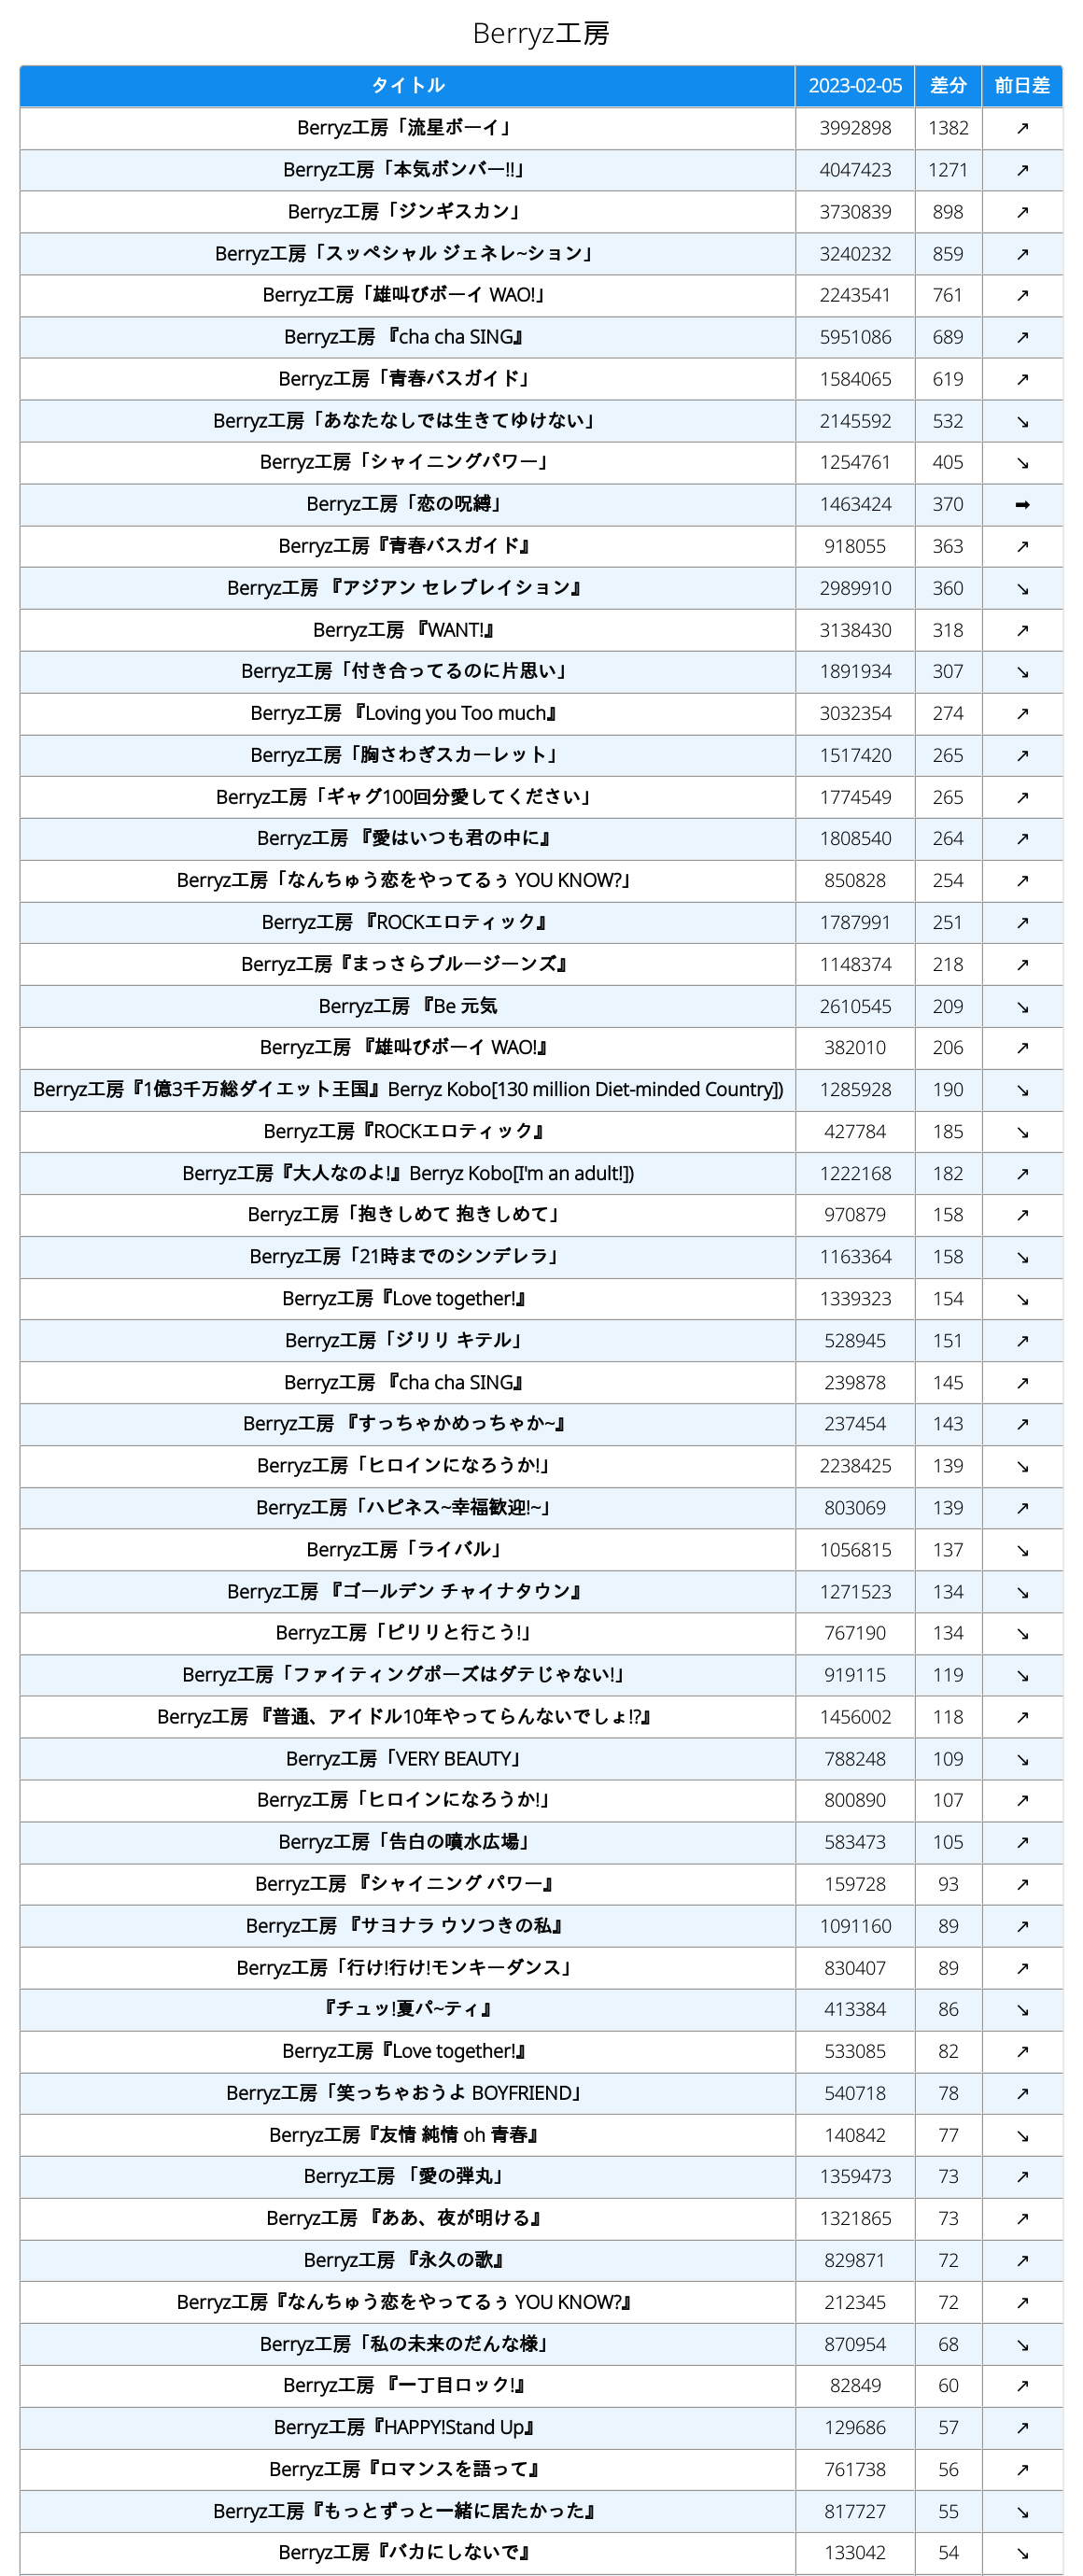 Berryz工房
タイトル 2023-02-05 差分 前日差
Berryz工房「流星ボーイ」 3992898 1382 ↗
Berryz工房「本気ボンバー!!」 4047423 1271 ↗
Berryz工房「ジンギスカン」 3730839 898 ↗
Berryz工房「スッペシャル ジェネレ~ション」 3240232 859 ↗
Berryz工房「雄叫びボーイ WAO!」 2243541 761 ↗
Berryz工房 『cha cha SING』 5951086 689 ↗
Berryz工房「青春バスガイド」 1584065 619 ↗
Berryz工房「あなたなしでは生きてゆけない」 2145592 532 ↘
Berryz工房「シャイニングパワー」 1254761 405 ↘
Berryz工房「恋の呪縛」 1463424 370 ➡
Berryz工房『青春バスガイド』 918055 363 ↗
Berryz工房 『アジアン セレブレイション』 2989910 360 ↘
Berryz工房 『WANT!』 3138430 318 ↗
Berryz工房「付き合ってるのに片思い」 1891934 307 ↘
Berryz工房 『Loving you Too much』 3032354 274 ↗
Berryz工房「胸さわぎスカーレット」 1517420 265 ↗
Berryz工房「ギャグ100回分愛してください」 1774549 265 ↗
Berryz工房 『愛はいつも君の中に』 1808540 264 ↗
Berryz工房「なんちゅう恋をやってるぅ YOU KNOW?」 850828 254 ↗
Berryz工房 『ROCKエロティック』 1787991 251 ↗
Berryz工房『まっさらブルージーンズ』 1148374 218 ↗
Berryz工房 『Be 元気 2610545 209 ↘
Berryz工房 『雄叫びボーイ WAO!』 382010 206 ↗
Berryz工房『1億3千万総ダイエット王国』Berryz Kobo[130 million Diet-minded Country]) 1285928 190 ↘
Berryz工房『ROCKエロティック』 427784 185 ↘
Berryz工房『大人なのよ!』Berryz Kobo[I'm an adult!]) 1222168 182 ↗
Berryz工房「抱きしめて 抱きしめて」 970879 158 ↗
Berryz工房「21時までのシンデレラ」 1163364 158 ↘
Berryz工房『Love together!』 1339323 154 ↘
Berryz工房「ジリリ キテル」 528945 151 ↗
Berryz工房 『cha cha SING』 239878 145 ↗
Berryz工房 『すっちゃかめっちゃか~』 237454 143 ↗
Berryz工房「ヒロインになろうか!」 2238425 139 ↘
Berryz工房「ハピネス~幸福歓迎!~」 803069 139 ↗
Berryz工房「ライバル」 1056815 137 ↘
Berryz工房 『ゴールデン チャイナタウン』 1271523 134 ↘
Berryz工房「ピリリと行こう!」 767190 134 ↘
Berryz工房「ファイティングポーズはダテじゃない!」 919115 119 ↘
Berryz工房 『普通、アイドル10年やってらんないでしょ!?』 1456002 118 ↗
Berryz工房「VERY BEAUTY」 788248 109 ↘
Berryz工房「ヒロインになろうか!」 800890 107 ↗
Berryz工房「告白の噴水広場」 583473 105 ↗
Berryz工房 『シャイニング パワー』 159728 93 ↗
Berryz工房 『サヨナラ ウソつきの私』 1091160 89 ↗
Berryz工房「行け!行け!モンキーダンス」 830407 89 ↗
『チュッ!夏パ~ティ』 413384 86 ↘
Berryz工房『Love together!』 533085 82 ↗
Berryz工房「笑っちゃおうよ BOYFRIEND」 540718 78 ↗
Berryz工房『友情 純情 oh 青春』 140842 77 ↘
Berryz工房 「愛の弾丸」 1359473 73 ↗
Berryz工房 『ああ、夜が明ける』 1321865 73 ↗
Berryz工房 『永久の歌』 829871 72 ↗
Berryz工房『なんちゅう恋をやってるぅ YOU KNOW?』 212345 72 ↗
Berryz工房「私の未来のだんな様」 870954 68 ↘
Berryz工房 『一丁目ロック!』 82849 60 ↗
Berryz工房『HAPPY!Stand Up』 129686 57 ↗
Berryz工房『ロマンスを語って』 761738 56 ↗
Berryz工房『もっとずっと一緒に居たかった』 817727 55 ↘
Berryz工房『バカにしないで』 133042 54 ↘